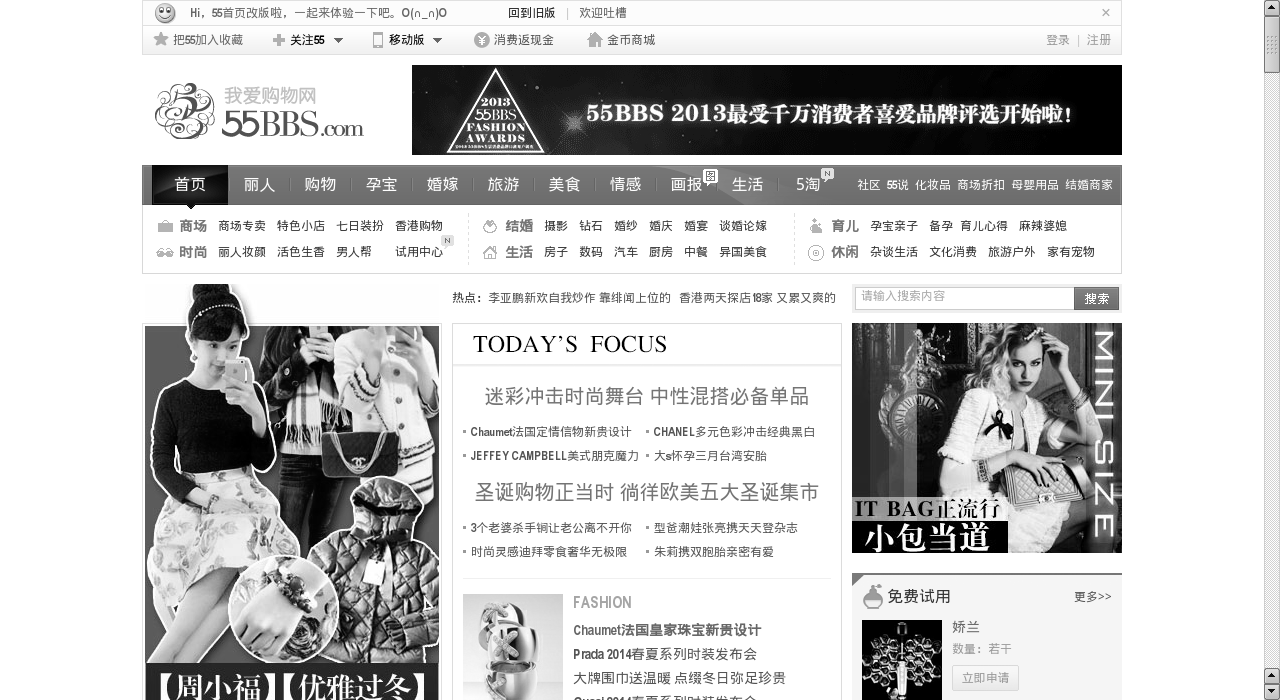 Hi，55首页改版啦，一起来体验一下吧。O(∩_∩)O 回到旧版 | 欢迎吐槽 ×
把55加入收藏 关注55 移动版 消费返现金 金币商城 登录 | 注册
我爱购物网
55BBS.com
2013
55BBS
FASHION
AWARDS
55BBS 2013最受千万消费者喜爱品牌评选开始啦!
首页 丽人 购物 孕宝 婚嫁 旅游 美食 情感 画报 图 生活 5淘 N 社区 55说 化妆品 商场折扣 母婴用品 结婚商家
商场 商场专卖 特色小店 七日装扮 香港购物 结婚 摄影 钻石 婚纱 婚庆 婚宴 谈婚论嫁 育儿 孕宝亲子 备孕 育儿心得 麻辣婆媳
时尚 丽人妆颜 活色生香 男人帮 试用中心 N 生活 房子 数码 汽车 厨房 中餐 异国美食 休闲 杂谈生活 文化消费 旅游户外 家有宠物
热点： 李亚鹏新欢自我炒作 靠绯闻上位的 香港两天探店18家 又累又爽的
请输入搜索内容 搜索
TODAY'S FOCUS
迷彩冲击时尚舞台 中性混搭必备单品
Chaumet法国定情信物新贵设计 CHANEL多元色彩冲击经典黑白
JEFFEY CAMPBELL美式朋克魔力 大s怀孕三月台湾安胎
圣诞购物正当时 徜徉欧美五大圣诞集市
3个老婆杀手锏让老公离不开你 型爸潮娃张亮携天天登杂志
时尚灵感迪拜零食奢华无极限 朱莉携双胞胎亲密有爱
FASHION
Chaumet法国皇家珠宝新贵设计
Prada 2014春夏系列时装发布会
大牌围巾送温暖 点缀冬日弥足珍贵
【周小福】【优雅过冬】
MINI SIZE
IT BAG正流行
小包当道
免费试用 更多>>
娇兰
数量：若干
立即申请